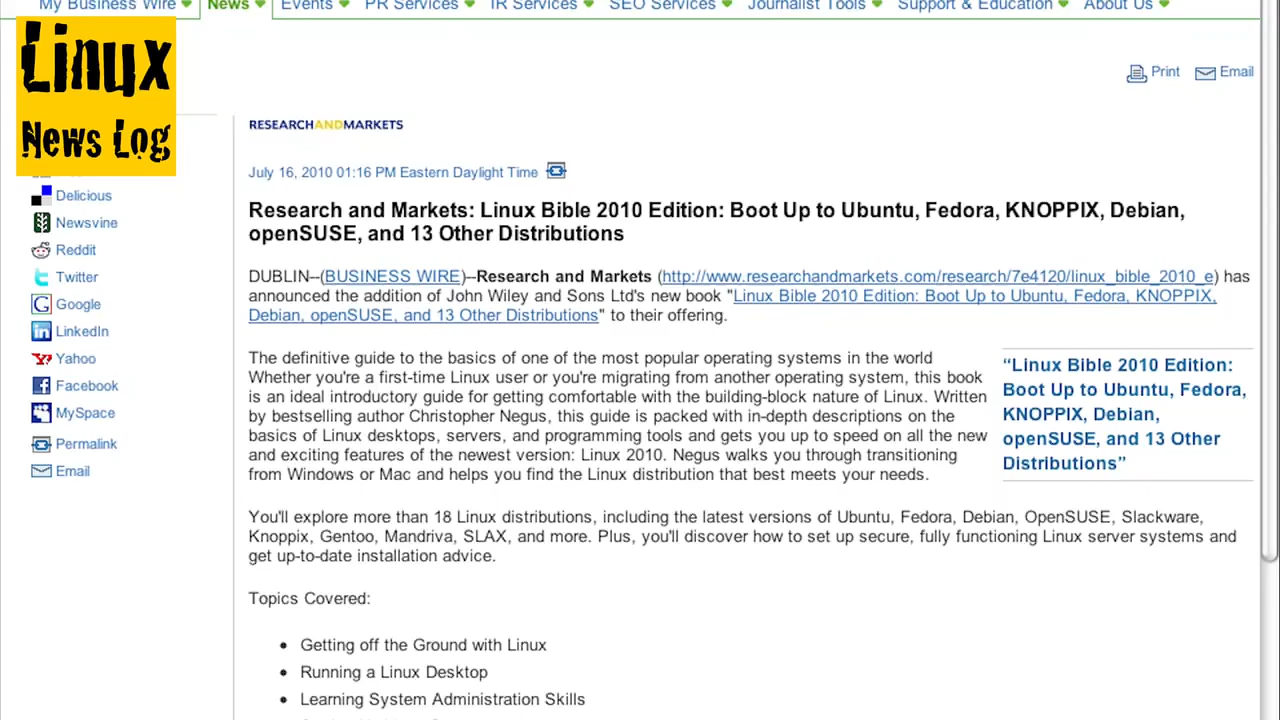 My Business Wire News Events PR Services IR Services SEO Services Journalist Tools Support & Education About Us
Linux
News Log
Print Email
RESEARCHANDMARKETS
July 16, 2010 01:16 PM Eastern Daylight Time
Research and Markets: Linux Bible 2010 Edition: Boot Up to Ubuntu, Fedora, KNOPPIX, Debian,
openSUSE, and 13 Other Distributions
Delicious
Newsvine
Reddit
Twitter
Google
LinkedIn
Yahoo
Facebook
MySpace
Permalink
Email
DUBLIN--(BUSINESS WIRE)--Research and Markets (http://www.researchandmarkets.com/research/7e4120/linux_bible_2010_e) has
announced the addition of John Wiley and Sons Ltd's new book "Linux Bible 2010 Edition: Boot Up to Ubuntu, Fedora, KNOPPIX,
Debian, openSUSE, and 13 Other Distributions" to their offering.
The definitive guide to the basics of one of the most popular operating systems in the world
Whether you're a first-time Linux user or you're migrating from another operating system, this book
is an ideal introductory guide for getting comfortable with the building-block nature of Linux. Written
by bestselling author Christopher Negus, this guide is packed with in-depth descriptions on the
basics of Linux desktops, servers, and programming tools and gets you up to speed on all the new
and exciting features of the newest version: Linux 2010. Negus walks you through transitioning
from Windows or Mac and helps you find the Linux distribution that best meets your needs.
“Linux Bible 2010 Edition:
Boot Up to Ubuntu, Fedora,
KNOPPIX, Debian,
openSUSE, and 13 Other
Distributions”
You'll explore more than 18 Linux distributions, including the latest versions of Ubuntu, Fedora, Debian, OpenSUSE, Slackware,
Knoppix, Gentoo, Mandriva, SLAX, and more. Plus, you'll discover how to set up secure, fully functioning Linux server systems and
get up-to-date installation advice.
Topics Covered:
Getting off the Ground with Linux
Running a Linux Desktop
Learning System Administration Skills